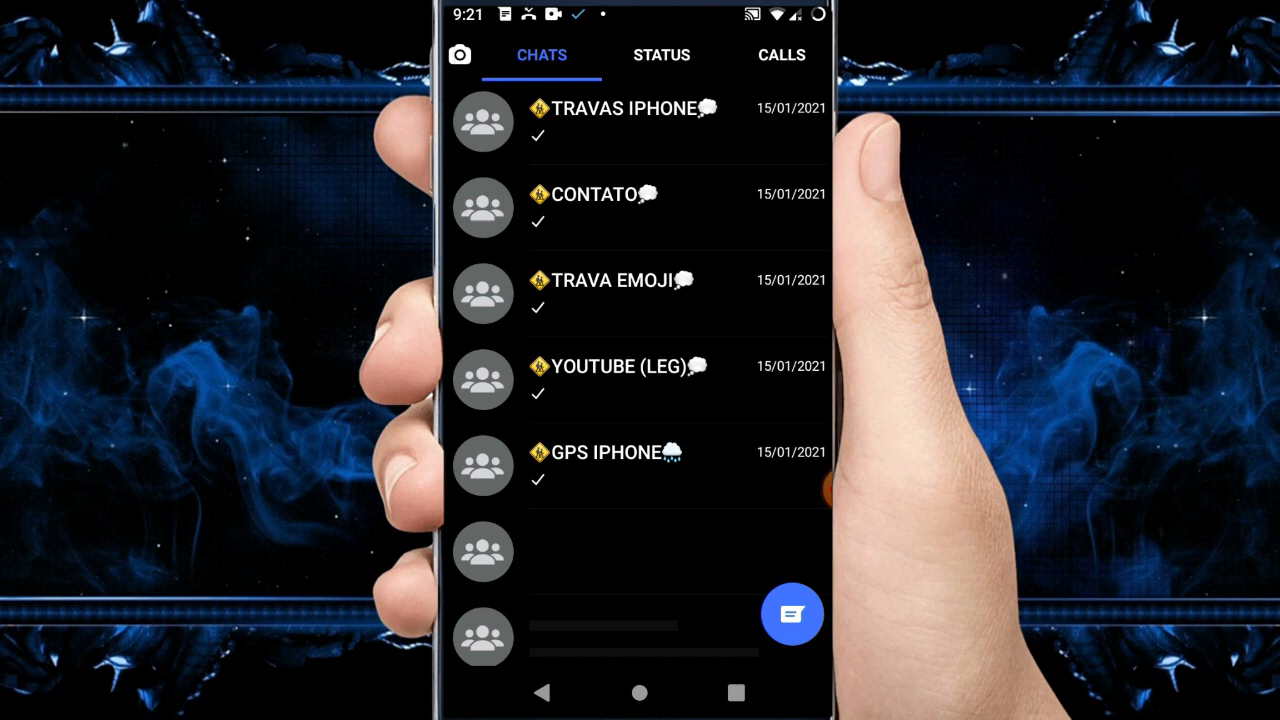 9:21
CHATS STATUS CALLS
🚸TRAVAS IPHONE💭 15/01/2021
🚸CONTATO💭 15/01/2021
🚸TRAVA EMOJI💭 15/01/2021
🚸YOUTUBE (LEG)💭 15/01/2021
🚸GPS IPHONE🌧️ 15/01/2021